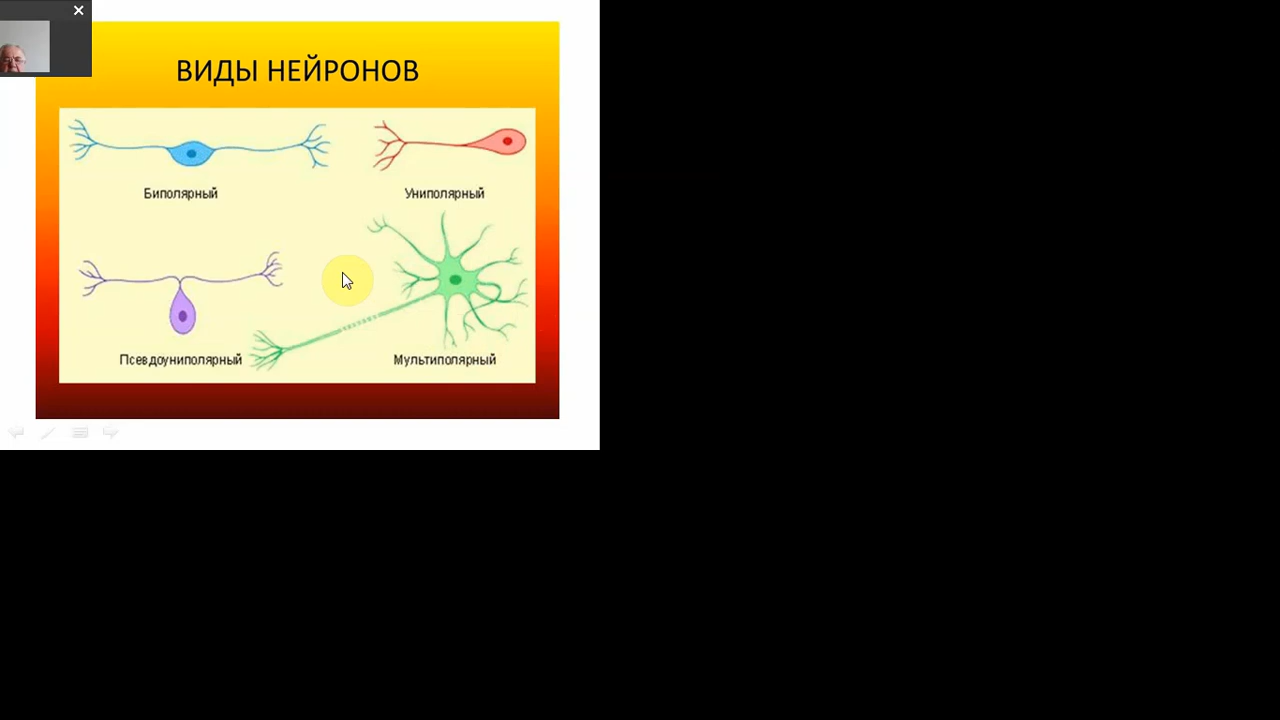 ВИДЫ НЕЙРОНОВ
Биполярный
Униполярный
Псевдоуниполярный
Мультиполярный